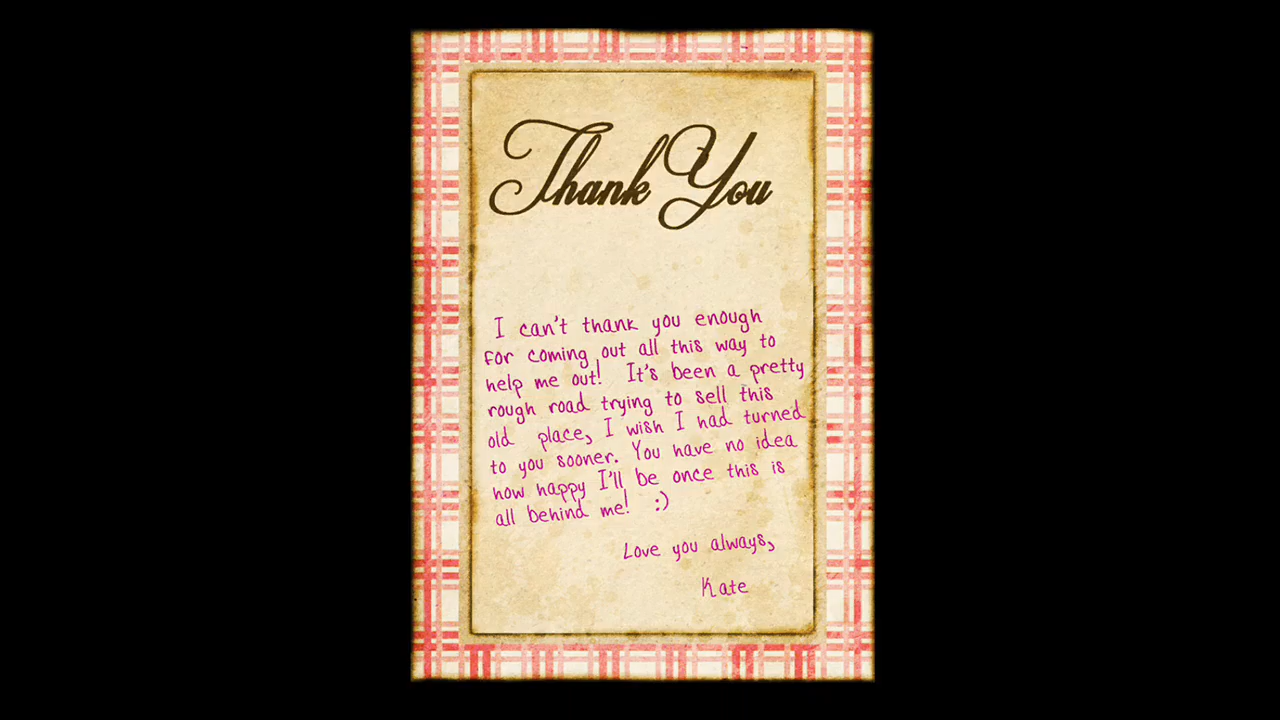 Thank You
I can't thank you enough
for coming out all this way to
help me out! It's been a pretty
rough road trying to sell this
old place, I wish I had turned
to you sooner. You have no idea
how happy I'll be once this is
all behind me! :)
Love you always,
Kate